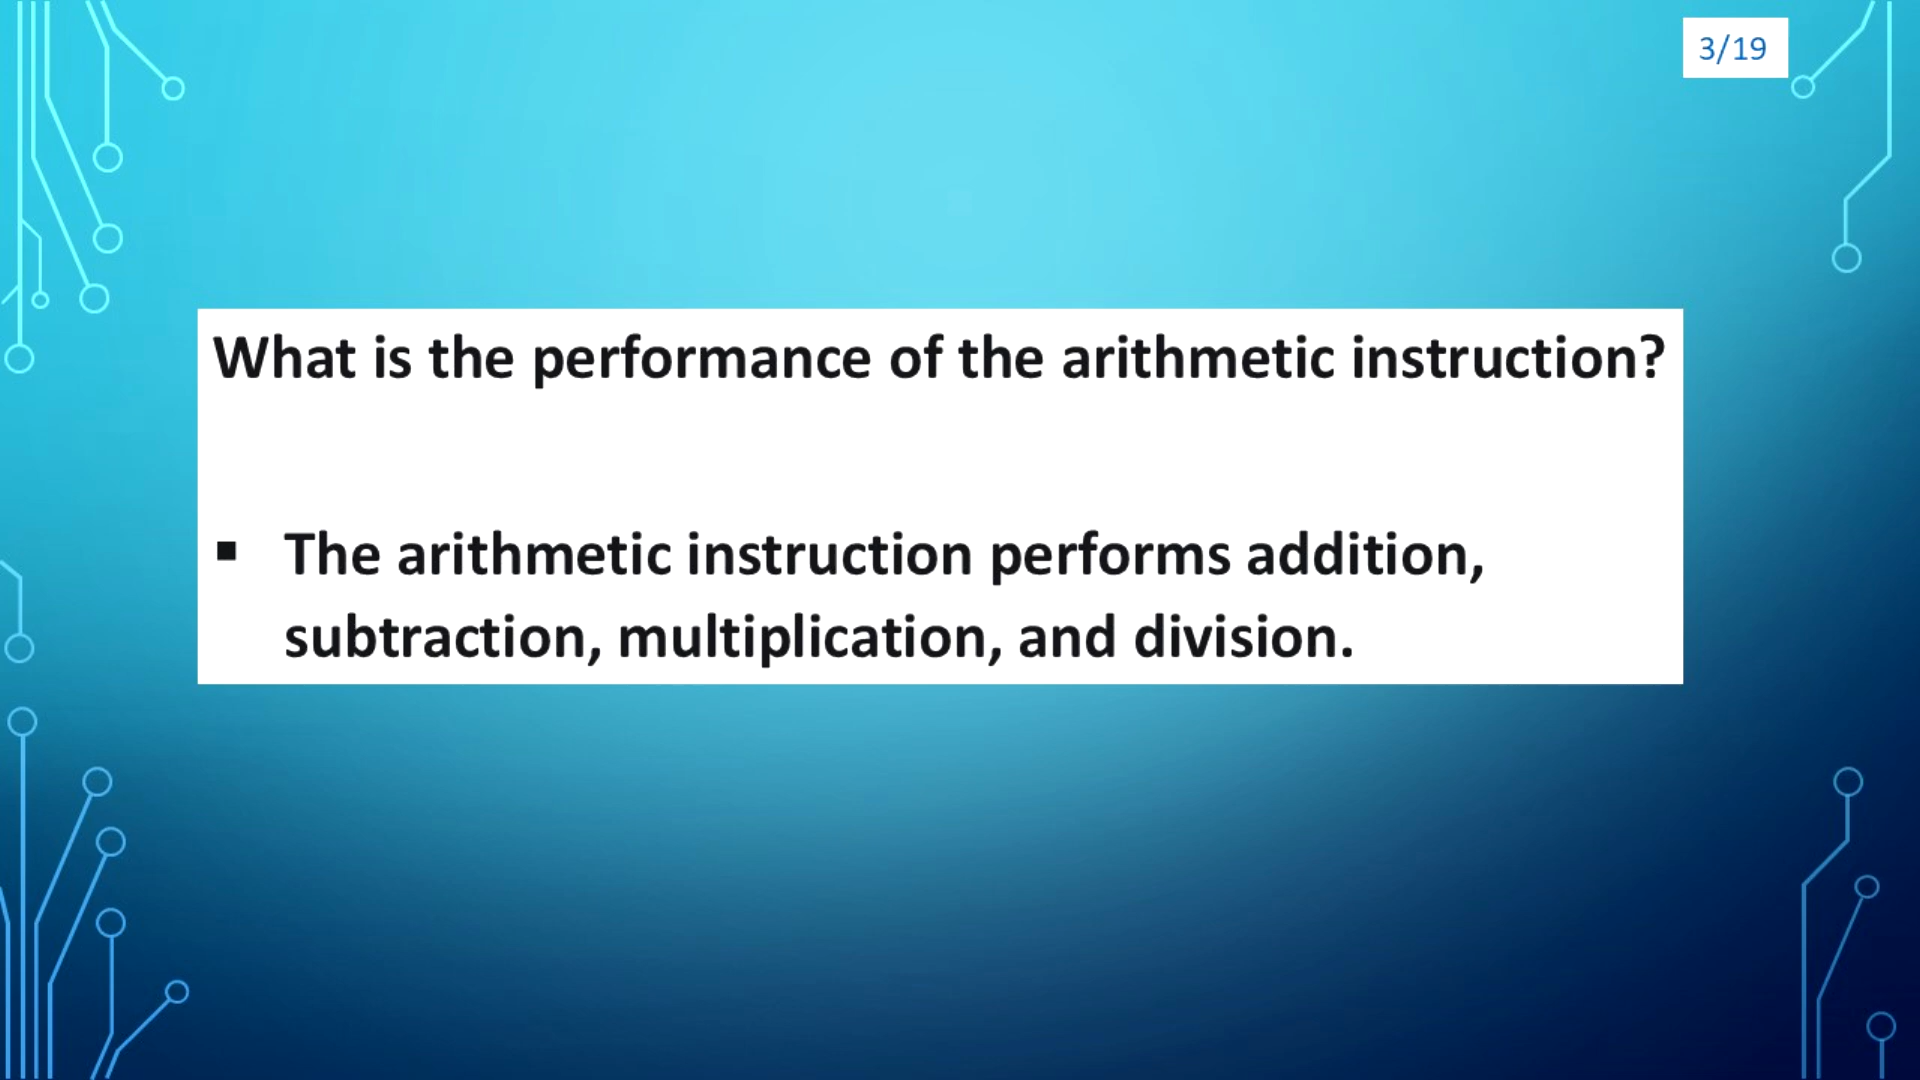 3/19
What is the performance of the arithmetic instruction?
▪ The arithmetic instruction performs addition,
subtraction, multiplication, and division.